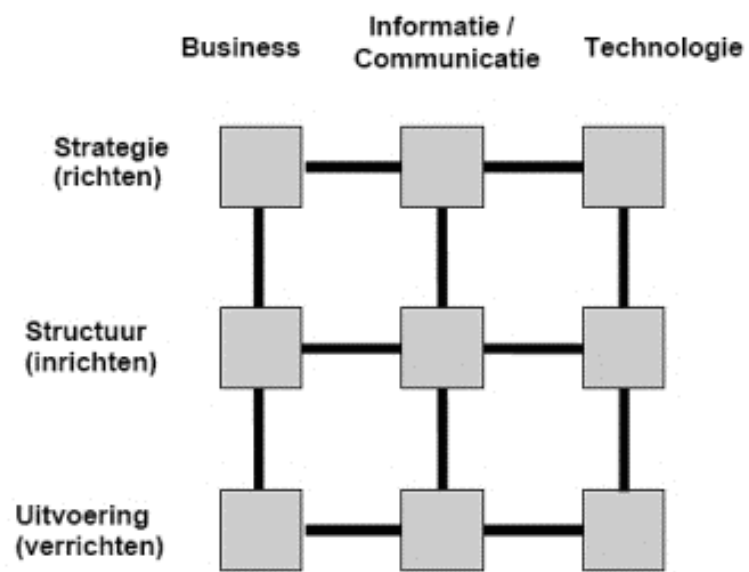 Business
Informatie /
Communicatie
Technologie
Strategie
(richten)
Structuur
(inrichten)
Uitvoering
(verrichten)